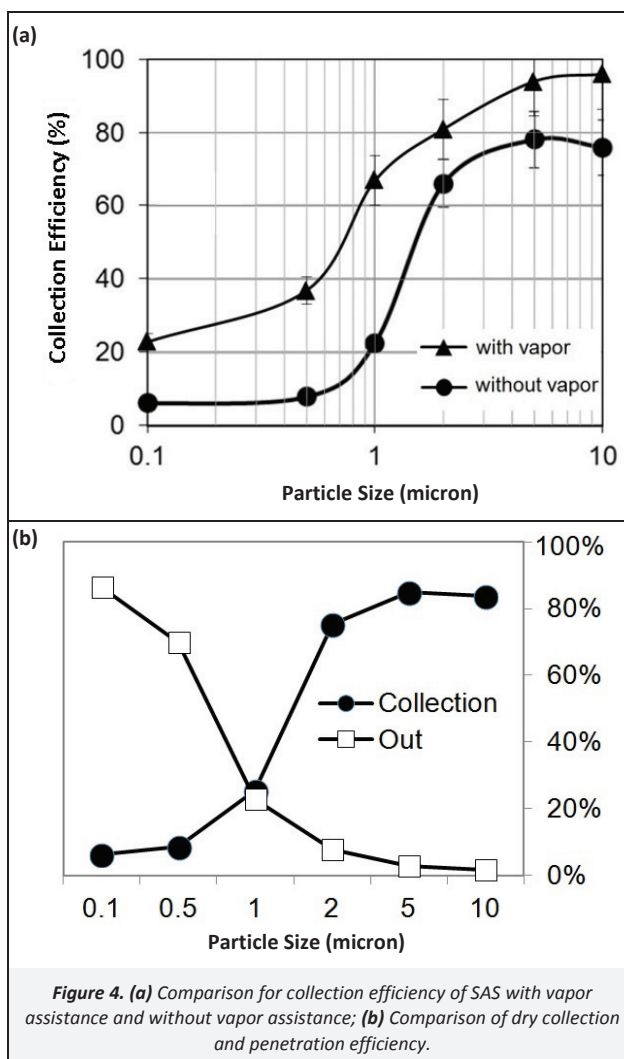 (a)
100
80
60
40
20
0
Collection Efficiency (%)
with vapor
without vapor
0.1 1 10
Particle Size (micron)
(b)
100%
80%
60%
40%
20%
0%
Collection
Out
0.1 0.5 1 2 5 10
Particle Size (micron)
Figure 4. (a) Comparison for collection efficiency of SAS with vapor
assistance and without vapor assistance; (b) Comparison of dry collection
and penetration efficiency.